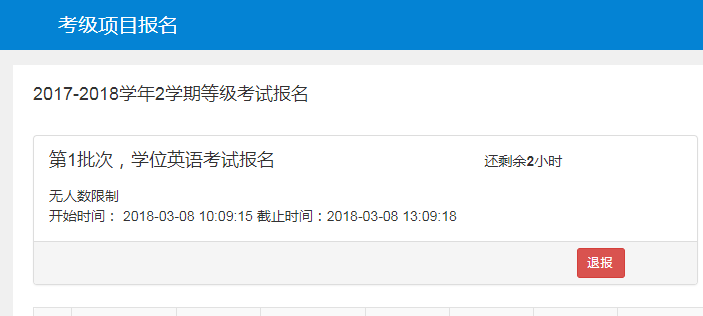 考级项目报名
2017-2018学年2学期等级考试报名
第1批次，学位英语考试报名
还剩余2小时
无人数限制
开始时间： 2018-03-08 10:09:15 截止时间：2018-03-08 13:09:18
退报